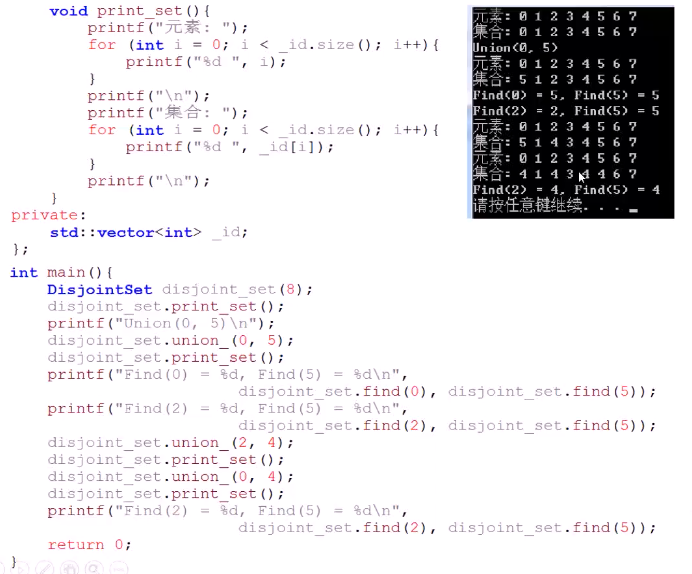 void print_set(){
printf("元素: ");
for (int i = 0; i < _id.size(); i++){
printf("%d ", i);
}
printf("\n");
printf("集合: ");
for (int i = 0; i < _id.size(); i++){
printf("%d ", _id[i]);
}
printf("\n");
}
private:
std::vector<int> _id;
};
int main(){
DisjointSet disjoint_set(8);
disjoint_set.print_set();
printf("Union(0, 5)\n");
disjoint_set.union_(0, 5);
disjoint_set.print_set();
printf("Find(0) = %d, Find(5) = %d\n",
disjoint_set.find(0), disjoint_set.find(5));
printf("Find(2) = %d, Find(5) = %d\n",
disjoint_set.find(2), disjoint_set.find(5));
disjoint_set.union_(2, 4);
disjoint_set.print_set();
disjoint_set.union_(0, 4);
disjoint_set.print_set();
printf("Find(2) = %d, Find(5) = %d\n",
disjoint_set.find(2), disjoint_set.find(5));
return 0;
}
元素: 0 1 2 3 4 5 6 7
集合: 0 1 2 3 4 5 6 7
Union(0, 5)
元素: 0 1 2 3 4 5 6 7
集合: 5 1 2 3 4 5 6 7
Find(0) = 5, Find(5) = 5
Find(2) = 2, Find(5) = 5
元素: 0 1 2 3 4 5 6 7
集合: 5 1 4 3 4 5 6 7
元素: 0 1 2 3 4 5 6 7
集合: 4 1 4 3 4 4 6 7
Find(2) = 4, Find(5) = 4
请按任意键继续. . .